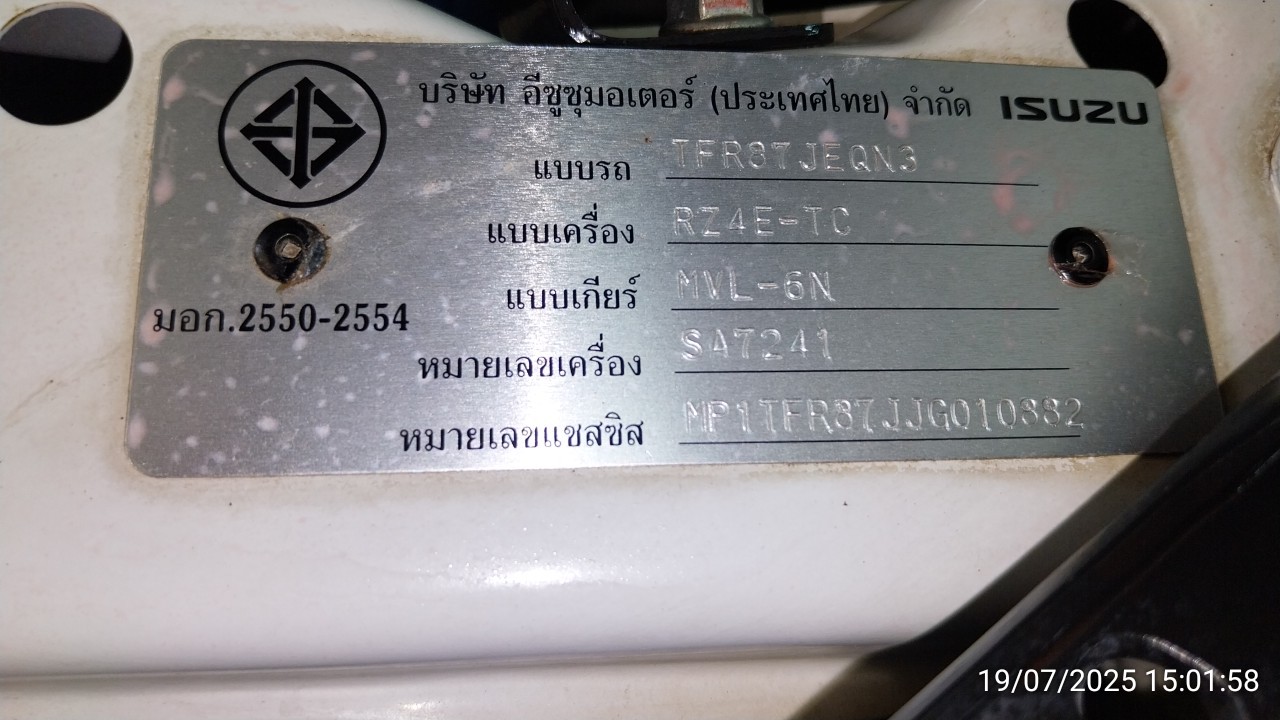 บริษัท อีซูซุมอเตอร์ (ประเทศไทย) จำกัด ISUZU
แบบรถ TFR87JEQN3
แบบเครื่อง RZ4E-TC
แบบเกียร์ MVL-6N
มอก.2550-2554
หมายเลขเครื่อง SA7241
หมายเลขแชสซิส MP1TFR87JJG010882
19/07/2025 15:01:58